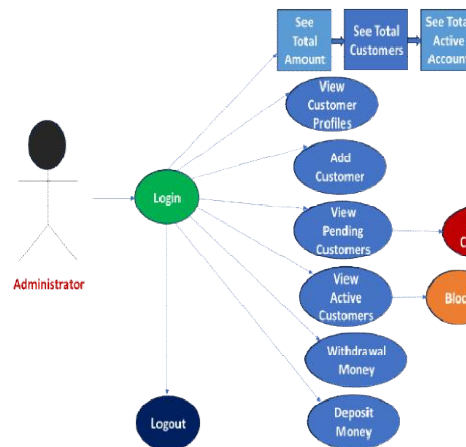 See
Total
Amount
See Total
Customers
See Total
Active
Account
View
Customer
Profiles
Add
Customer
Login
View
Pending
Customers
Administrator
View
Active
Customers
Withdrawal
Money
Logout
Deposit
Money